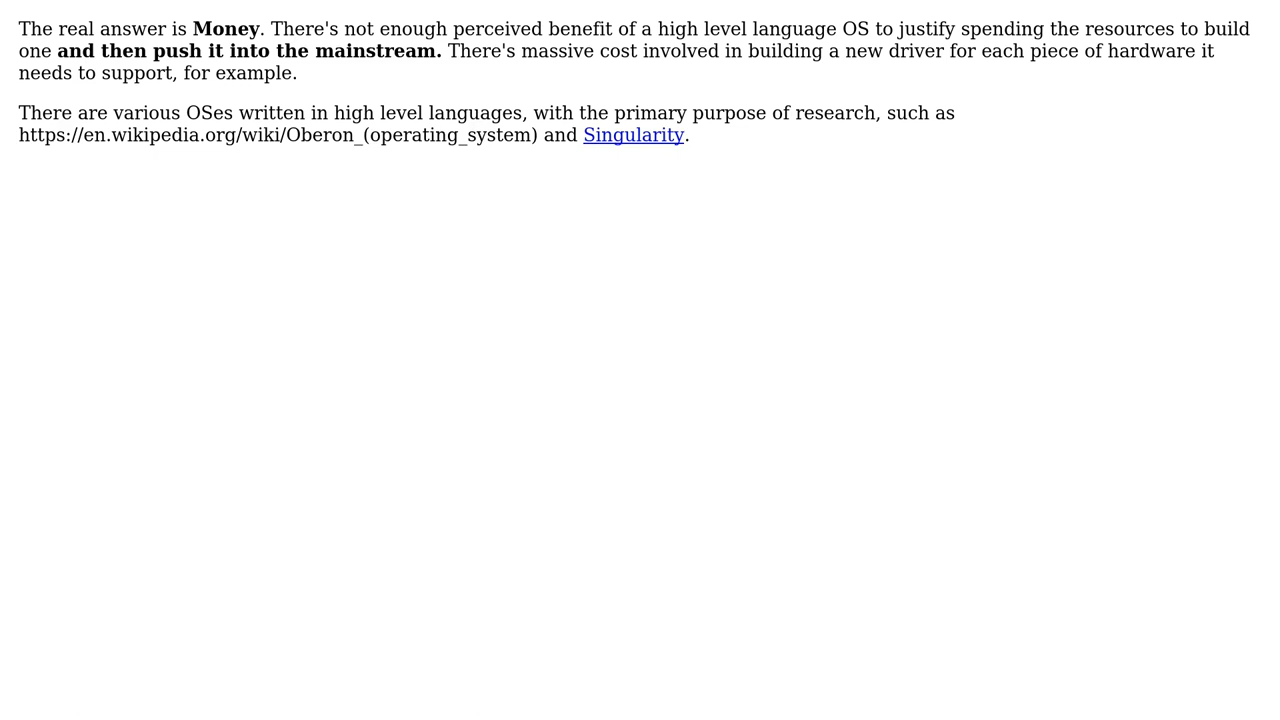 The real answer is Money. There's not enough perceived benefit of a high level language OS to justify spending the resources to build
one and then push it into the mainstream. There's massive cost involved in building a new driver for each piece of hardware it
needs to support, for example.
There are various OSes written in high level languages, with the primary purpose of research, such as
https://en.wikipedia.org/wiki/Oberon_(operating_system) and Singularity.